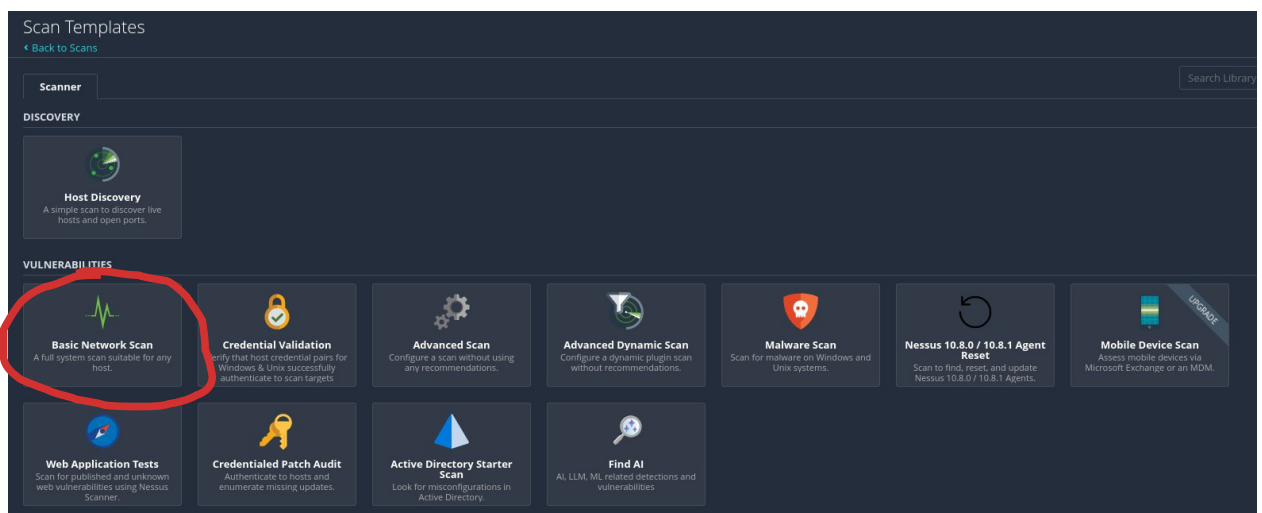 Scan Templates
Back to Scans
Scanner
Search Library
DISCOVERY
Host Discovery
A simple scan to discover live
hosts and open ports.
VULNERABILITIES
Basic Network Scan
A full system scan suitable for any
host.
Credential Validation
Verify that host credential pairs for
Windows & Unix successfully
authenticate to scan targets
Advanced Scan
Configure a scan without using
any recommendations.
Advanced Dynamic Scan
Configure a dynamic plugin scan
without recommendations.
Malware Scan
Scan for malware on Windows and
Unix systems.
Nessus 10.8.0 / 10.8.1 Agent
Reset
Scan to find, reset, and update
Nessus 10.8.0 / 10.8.1 Agents.
UPGRADE
Mobile Device Scan
Assess mobile devices via
Microsoft Exchange or an MDM.
Web Application Tests
Scan for published and unknown
web vulnerabilities using Nessus
Scanner.
Credentialed Patch Audit
Authenticate to hosts and
enumerate missing updates.
Active Directory Starter
Scan
Look for misconfigurations in
Active Directory.
Find AI
AI, LLM, ML related detections and
vulnerabilities